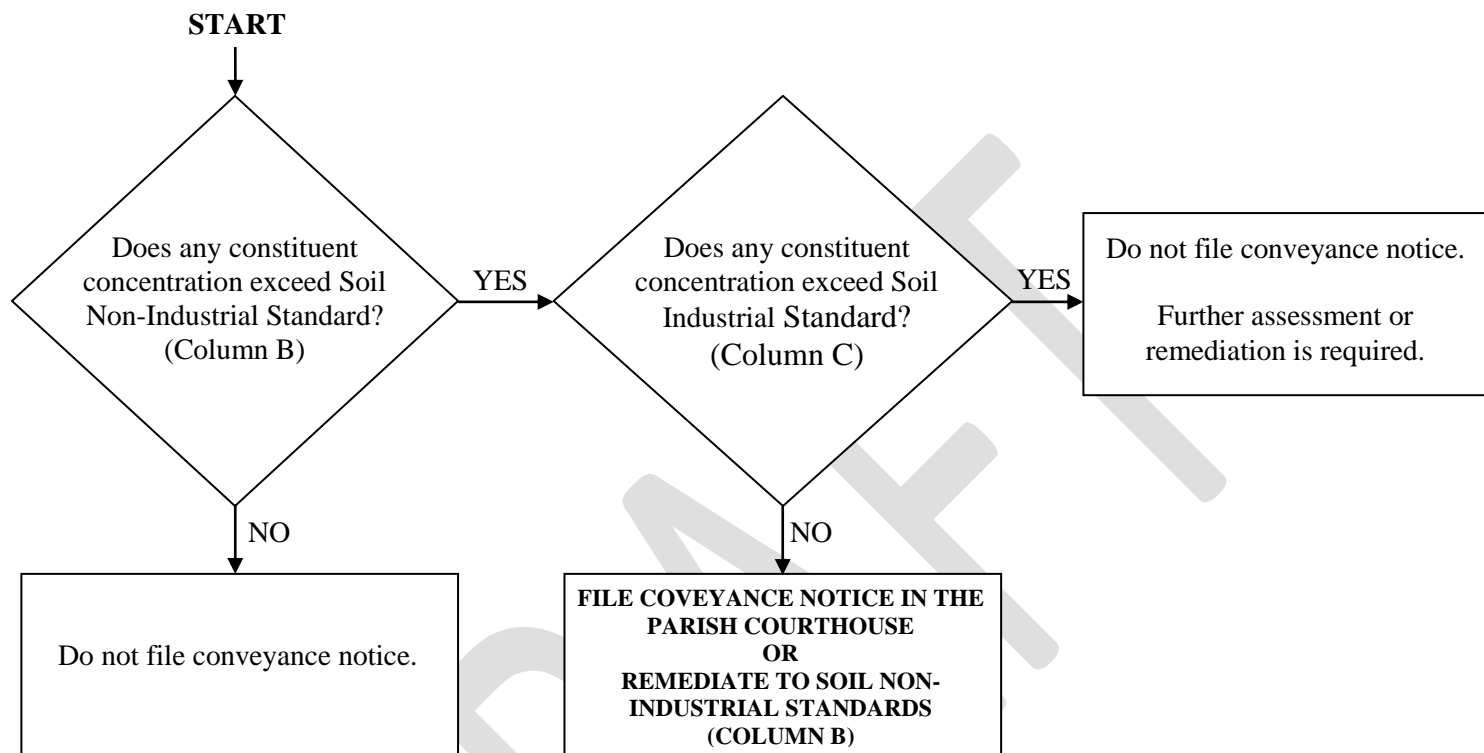 START
Does any constituent
concentration exceed Soil
Non-Industrial Standard?
(Column B)
YES
Does any constituent
concentration exceed Soil
Industrial Standard?
(Column C)
YES
Do not file conveyance notice.
Further assessment or
remediation is required.
NO
NO
Do not file conveyance notice.
FILE COVEYANCE NOTICE IN THE
PARISH COURTHOUSE
OR
REMEDIATE TO SOIL NON-
INDUSTRIAL STANDARDS
(COLUMN B)
DRAFT